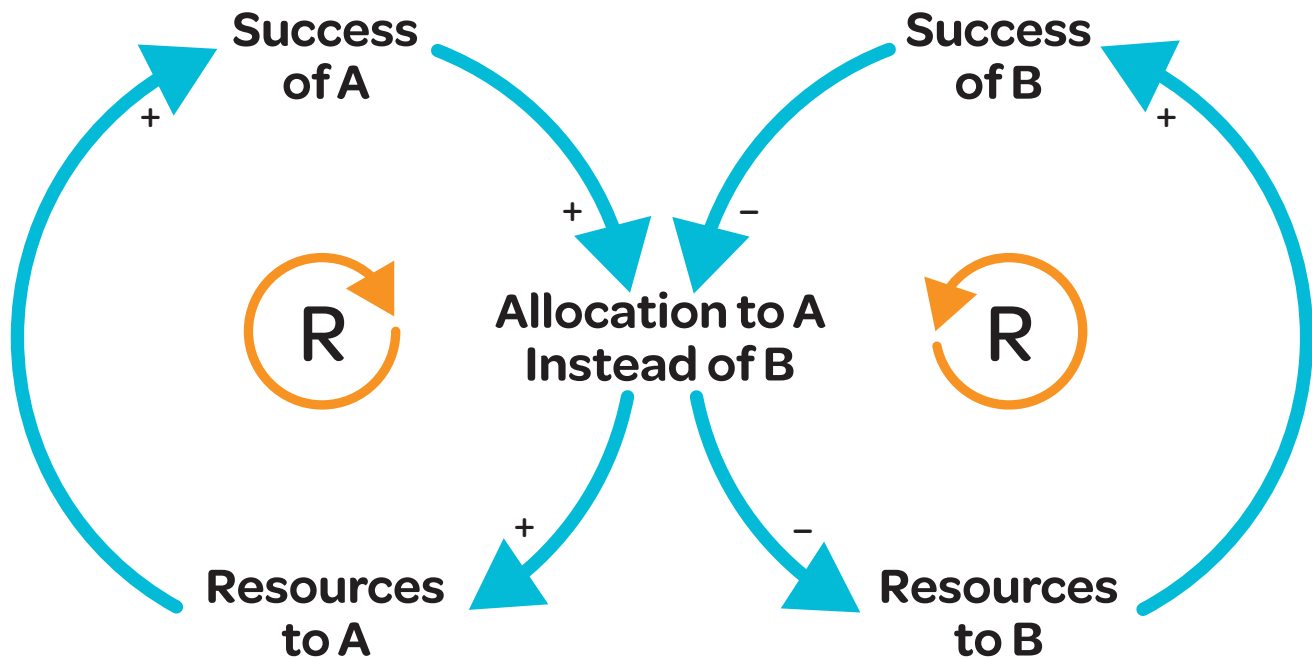 Success
of A
Success
of B
+
+
+
−
R
Allocation to A
Instead of B
R
+
−
Resources
to A
Resources
to B